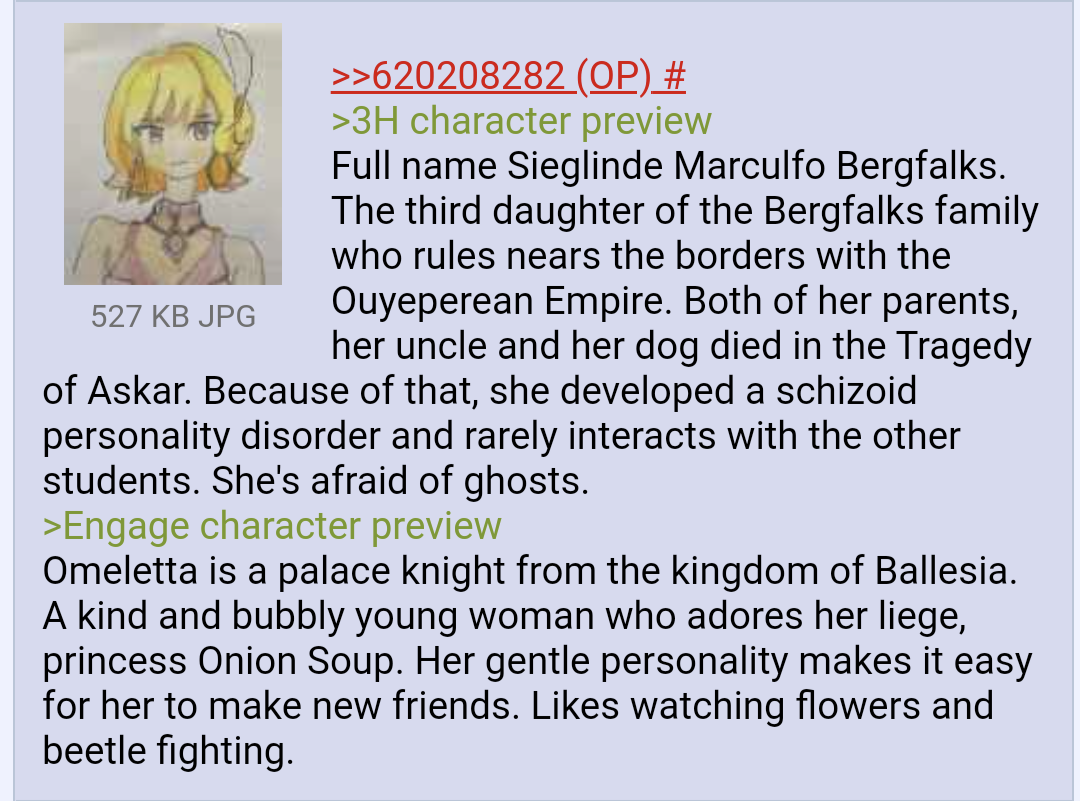 >>620208282 (OP) #
>3H character preview
Full name Sieglinde Marculfo Bergfalks.
The third daughter of the Bergfalks family
who rules nears the borders with the
Ouyeperean Empire. Both of her parents,
527 KB JPG
her uncle and her dog died in the Tragedy
of Askar. Because of that, she developed a schizoid
personality disorder and rarely interacts with the other
students. She's afraid of ghosts.
>Engage character preview
Omeletta is a palace knight from the kingdom of Ballesia.
A kind and bubbly young woman who adores her liege,
princess Onion Soup. Her gentle personality makes it easy
for her to make new friends. Likes watching flowers and
beetle fighting.